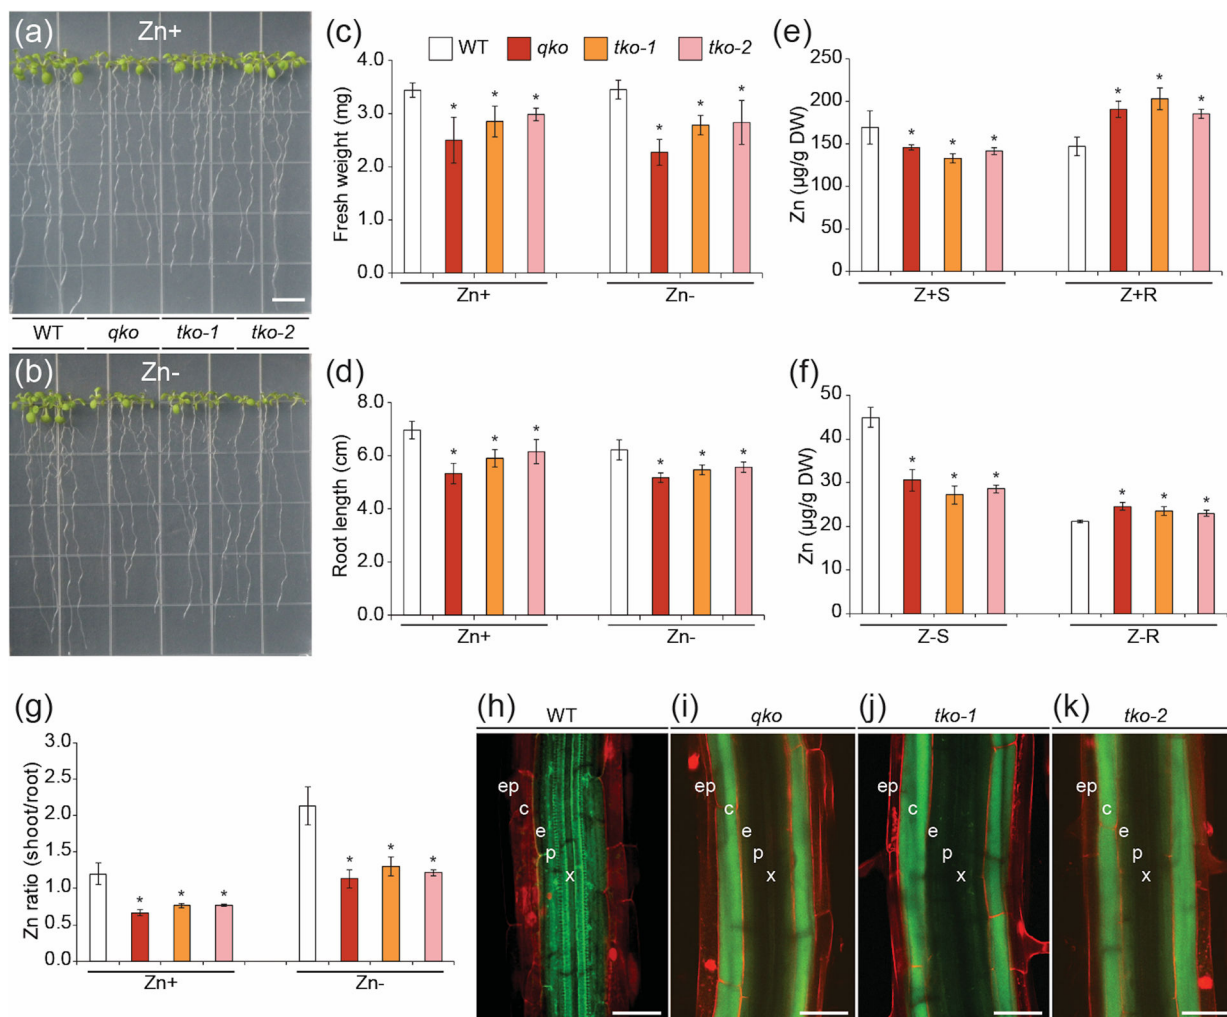 (a)
Zn+
WT qko tko-1 tko-2
(b)
Zn-
(c)
WT qko tko-1 tko-2
Fresh weight (mg)
4.0
3.0
2.0
1.0
0.0
* * * * * *
Zn+ Zn-
(d)
Root length (cm)
8.0
6.0
4.0
2.0
0.0
* * * * * *
Zn+ Zn-
(e)
Zn (µg/g DW)
250
200
150
100
50
0
* * * * * *
Z+S Z+R
(f)
Zn (µg/g DW)
50
40
30
20
10
0
* * * * * *
Z-S Z-R
(g)
Zn ratio (shoot/root)
3.0
2.5
2.0
1.5
1.0
0.5
0.0
* * * * * *
Zn+ Zn-
(h)
WT
ep
c
e
p
x
(i)
qko
ep
c
e
p
x
(j)
tko-1
ep
c
e
p
x
(k)
tko-2
ep
c
e
p
x